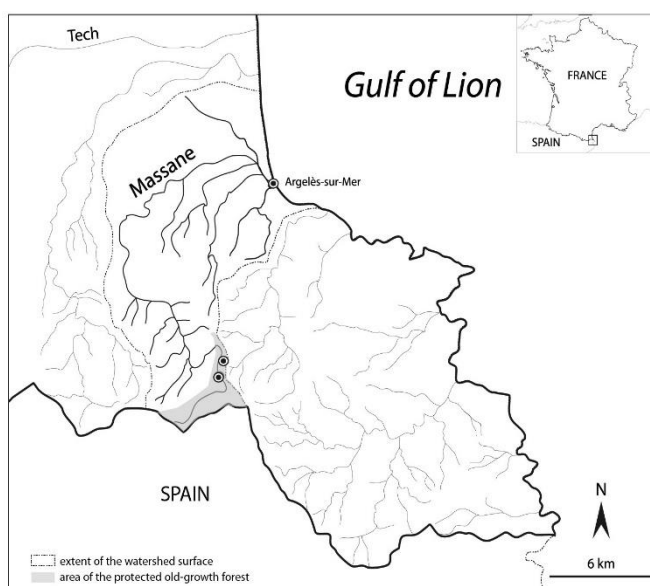 Tech
Gulf of Lion
FRANCE
SPAIN
Massane
Argelès-sur-Mer
SPAIN
N
extent of the watershed surface
area of the protected old-growth forest
6 km